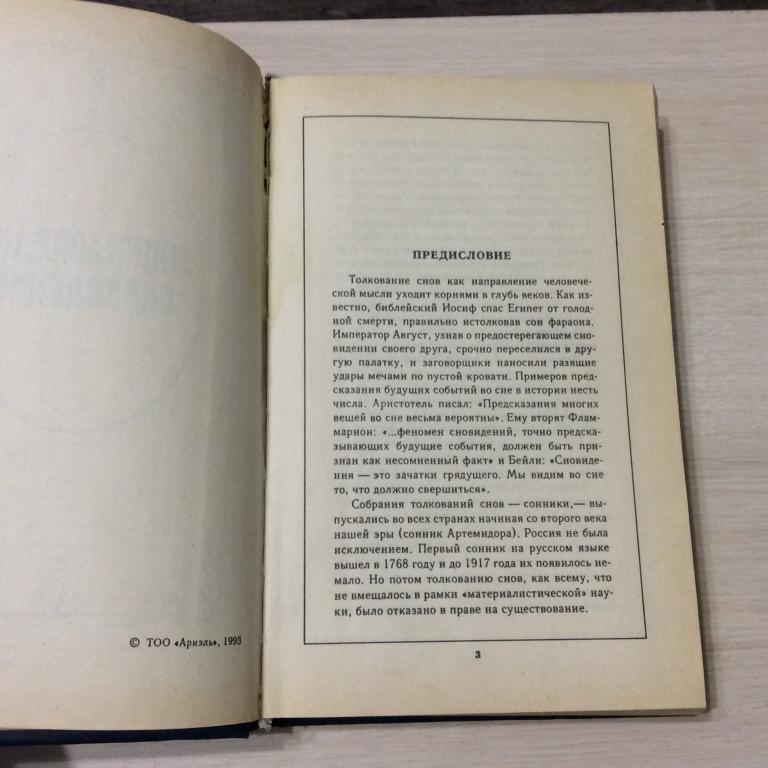 © ТОО «Ариэль», 1993
ПРЕДИСЛОВИЕ
Толкование снов как направление человече-
ской мысли уходит корнями в глубь веков. Как из-
вестно, библейский Иосиф спас Египет от голод-
ной смерти, правильно истолковав сон фараона.
Император Август, узнав о предостерегающем сно-
видении своего друга, срочно переселился в дру-
гую палатку, и заговорщики наносили разящие
удары мечами по пустой кровати. Примеров пред-
сказания будущих событий во сне в истории несть
числа. Аристотель писал: «Предсказания многих
вещей во сне весьма вероятны». Ему вторят Флам-
марион: «...феномен сновидений, точно предска-
зывающих будущие события, должен быть при-
знан как несомненный факт» и Бейли: «Сновиде-
ния — это зачатки грядущего. Мы видим во сне
то, что должно свершиться».
Собрания толкований снов — сонники,— вы-
пускались во всех странах начиная со второго века
нашей эры (сонник Артемидора). Россия не была
исключением. Первый сонник на русском языке
вышел в 1768 году и до 1917 года их появилось не-
мало. Но потом толкованию снов, как всему, что
не вмещалось в рамки «материалистической» нау-
ки, было отказано в праве на существование.
3